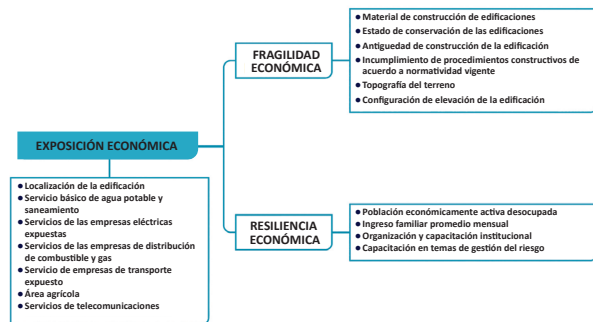 EXPOSICIÓN ECONÓMICA
● Localización de la edificación
● Servicio básico de agua potable y
saneamiento
● Servicios de las empresas eléctricas
expuestas
● Servicios de las empresas de distribución
de combustible y gas
● Servicio de empresas de transporte
expuesto
● Área agrícola
● Servicios de telecomunicaciones
FRAGILIDAD
ECONÓMICA
● Material de construcción de edificaciones
● Estado de conservación de las edificaciones
● Antiguedad de construcción de la edificación
● Incumplimiento de procedimientos constructivos de
acuerdo a normatividad vigente
● Topografía del terreno
● Configuración de elevación de la edificación
RESILIENCIA
ECONÓMICA
● Población económicamente activa desocupada
● Ingreso familiar promedio mensual
● Organización y capacitación institucional
● Capacitación en temas de gestión del riesgo